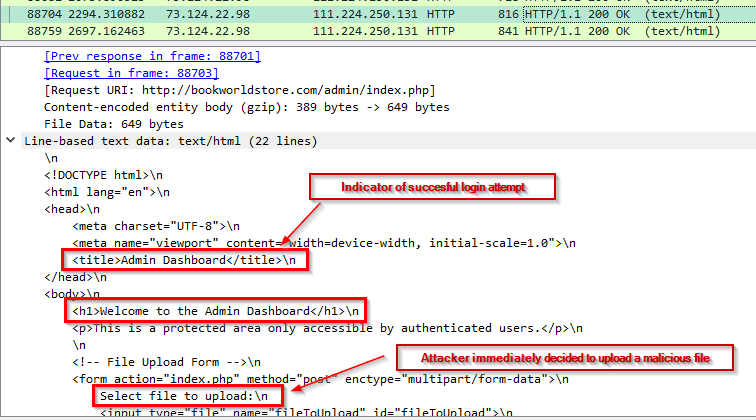 88704 2294.310882 73.124.22.98 111.224.250.131 HTTP 816 HTTP/1.1 200 OK (text/html)
88759 2697.162463 73.124.22.98 111.224.250.131 HTTP 841 HTTP/1.1 200 OK (text/html)
[Prev response in frame: 88701]
[Request in frame: 88703]
[Request URI: http://bookworldstore.com/admin/index.php]
Content-encoded entity body (gzip): 389 bytes -> 649 bytes
File Data: 649 bytes
Line-based text data: text/html (22 lines)
\n
<!DOCTYPE html>\n
<html lang="en">\n
Indicator of succesful login attempt
<head>\n
<meta charset="UTF-8">\n
<meta name="viewport" content="width=device-width, initial-scale=1.0">\n
<title>Admin Dashboard</title>\n
</head>\n
<body>\n
<h1>Welcome to the Admin Dashboard</h1>\n
<p>This is a protected area only accessible by authenticated users.</p>\n
\n
<!-- File Upload Form -->\n
Attacker immediately decided to upload a malicious file
<form action="index.php" method="post" enctype="multipart/form-data">\n
Select file to upload:\n
<input type="file" name="fileToUpload" id="fileToUpload">\n